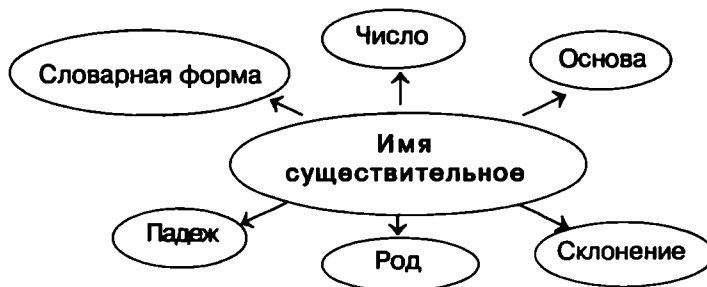 Число
Словарная форма
Основа
Имя
существительное
Падеж
Род
Склонение